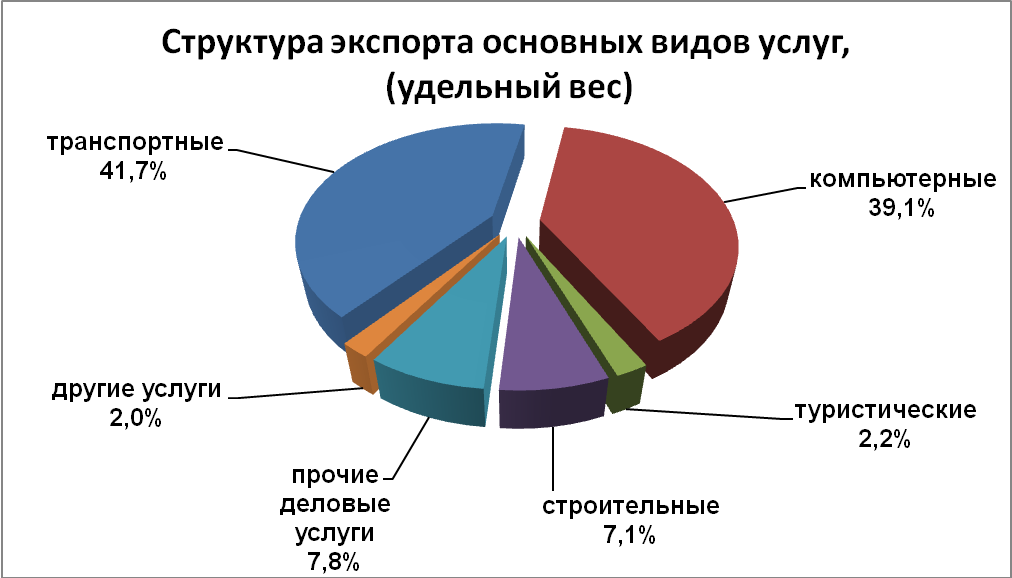 Структура экспорта основных видов услуг,
(удельный вес)
транспортные
41,7%
компьютерные
39,1%
туристические
2,2%
строительные
7,1%
прочие
деловые
услуги
7,8%
другие услуги
2,0%